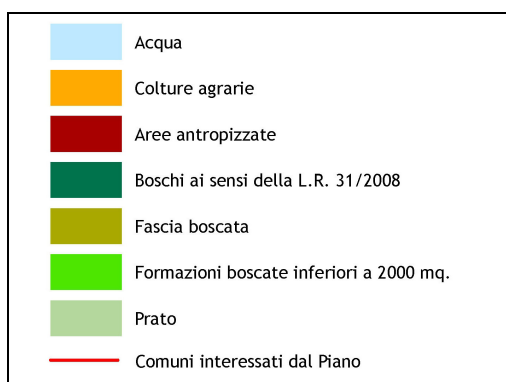 Acqua
Colture agrarie
Aree antropizzate
Boschi ai sensi della L.R. 31/2008
Fascia boscata
Formazioni boscate inferiori a 2000 mq.
Prato
Comuni interessati dal Piano